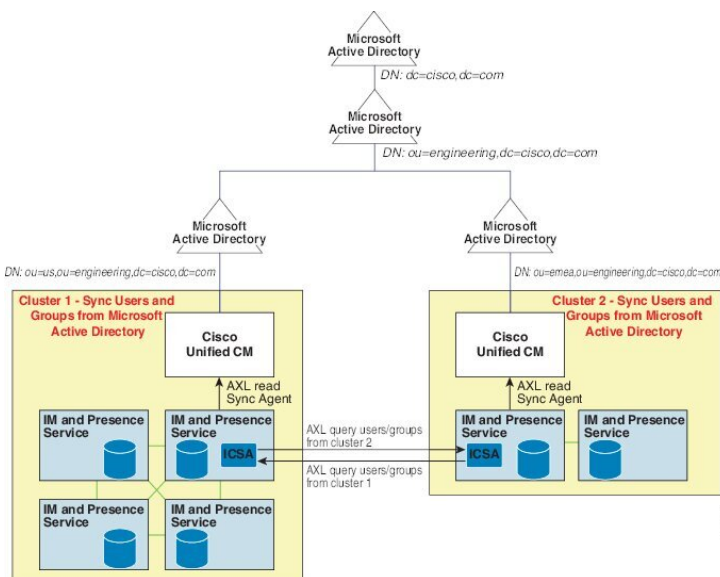 Microsoft
Active Directory
DN: dc=cisco,dc=com
Microsoft
Active Directory
DN: ou=engineering,dc=cisco,dc=com
Microsoft
Active Directory
DN: ou=us,ou=engineering,dc=cisco,dc=com
Microsoft
Active Directory
DN: ou=emea,ou=engineering,dc=cisco,dc=com
Cluster 1 - Sync Users and
Groups from Microsoft
Active Directory
Cisco
Unified CM
AXL read
Sync Agent
IM and Presence
Service
IM and Presence
Service
ICSA
IM and Presence
Service
IM and Presence
Service
AXL query users/groups
from cluster 2
AXL query users/groups
from cluster 1
Cluster 2 - Sync Users and
Groups from Microsoft
Active Directory
Cisco
Unified CM
AXL read
Sync Agent
IM and Presence
Service
ICSA
IM and Presence
Service